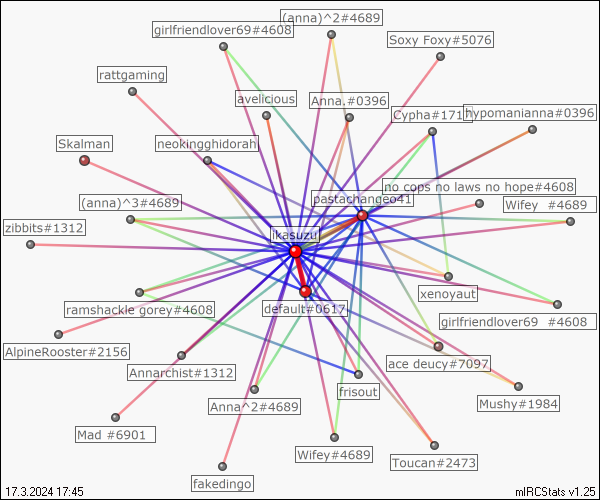 (anna)^2#4689
girlfriendlover69#4608
Soxy Foxy#5076
rattgaming
avelicious
Anna.#0396
Cypha#171
hypomanianna#0396
Skalman
neokingghidorah
no cops no laws no hope#4608
pastachangeo41
(anna)^3#4689
Wifey #4689
zibbits#1312
ikasuzu
xenoyaut
ramshackle gorey#4608
default#0617
girlfriendlover69 #4608
AlpineRooster#2156
ace deucy#7097
Annarchist#1312
frisout
Anna^2#4689
Mushy#1984
Mad #6901
Wifey#4689
Toucan#2473
fakedingo
17.3.2024 17:45
mIRCStats v1.25